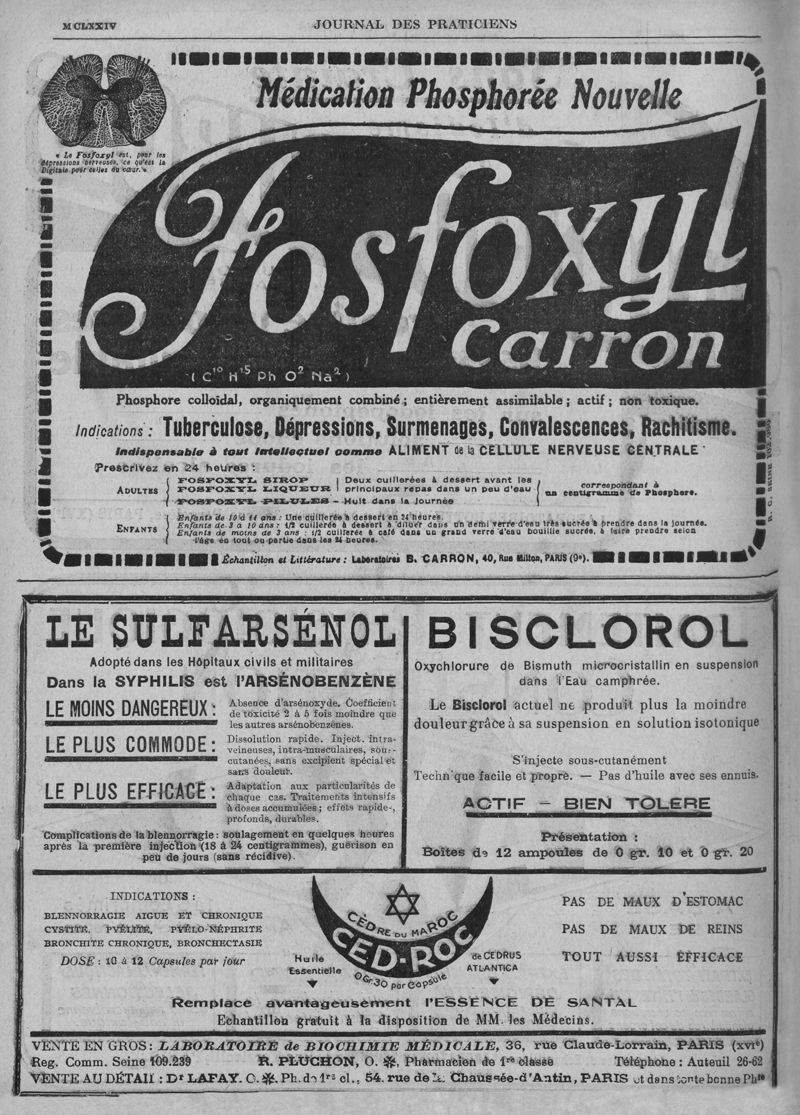 MCLXXIV
JOURNAL DES PRATICIENS
Médication Phosphorée Nouvelle
« Le Fosfoxyl est, pour les
dépressions nerveuses, ce qu'est la
Digitale pour celles du cœur. »
Fosfoxyl
Carron
( C¹⁰ H¹⁵ Ph O² Na² )
Phosphore colloïdal, organiquement combiné ; entièrement assimilable ; actif ; non toxique.
Indications : Tuberculose, Dépressions, Surmenages, Convalescences, Rachitisme.
Indispensable à tout Intellectuel comme ALIMENT de la CELLULE NERVEUSE CENTRALE
Prescrivez en 24 heures :
ADULTES
FOSFOXYL SIROP
FOSFOXYL LIQUEUR
Deux cuillerées à dessert avant les
principaux repas dans un peu d'eau
FOSFOXYL PILULES — Huit dans la Journée
correspondant à
un centigramme de Phosphore.
ENFANTS
Enfants de 10 à 14 ans : Une cuillerée à dessert en 24 heures.
Enfants de 3 à 10 ans : 1/2 cuillerée à dessert à diluer dans un demi verre d'eau très sucrée à prendre dans la journée.
Enfants de moins de 3 ans : 1/2 cuillerée à café dans un grand verre d'eau bouillie sucrée, à faire prendre selon
l'âge en tout ou partie dans les 24 heures.
Échantillon et Littérature : Laboratoires B. CARRON, 40, Rue Milton, PARIS (9e).
R. C. SEINE
LE SULFARSÉNOL
Adopté dans les Hôpitaux civils et militaires
Dans la SYPHILIS est l'ARSÉNOBENZÈNE
LE MOINS DANGEREUX :
Absence d'arsénoxyde. Coefficient
de toxicité 2 à 5 fois moindre que
les autres arsénobenzènes.
LE PLUS COMMODE :
Dissolution rapide. Inject. intra-
veineuses, intra-musculaires, sous-
cutanées, sans excipient spécial et
sans douleur.
LE PLUS EFFICACE :
Adaptation aux particularités de
chaque cas. Traitements intensifs
à doses accumulées ; effets rapides,
profonds, durables.
Complications de la blennorragie : soulagement en quelques heures
après la première injection (18 à 24 centigrammes), guérison en
peu de jours (sans récidive).
BISCLOROL
Oxychlorure de Bismuth microcristallin en suspension
dans l'Eau camphrée.
Le Bisclorol actuel ne produit plus la moindre
douleur grâce à sa suspension en solution isotonique
S'injecte sous-cutanément
Technique facile et propre. — Pas d'huile avec ses ennuis.
ACTIF — BIEN TOLERE
Présentation :
Boîtes de 12 ampoules de 0 gr. 10 et 0 gr. 20
INDICATIONS :
BLENNORRAGIE AIGUE ET CHRONIQUE
CYSTITE, PYÉLITE, PYÉLO-NÉPHRITE
BRONCHITE CHRONIQUE, BRONCHECTASIE
DOSE : 10 à 12 Capsules par jour
CÈDRE DU MAROC
CED-ROC
0Gr.30 par Capsule
Huile
Essentielle
de CEDRUS
ATLANTICA
PAS DE MAUX D'ESTOMAC
PAS DE MAUX DE REINS
TOUT AUSSI EFFICACE
Remplace avantageusement l'ESSENCE DE SANTAL
Echantillon gratuit à la disposition de MM. les Médecins.
VENTE EN GROS : LABORATOIRE de BIOCHIMIE MÉDICALE, 36, rue Claude-Lorrain, PARIS (XVIe)
Reg. Comm. Seine 109.239
R. PLUCHON, O. ✻, Pharmacien de 1re classe
Téléphone : Auteuil 26-62
VENTE AU DÉTAIL : Dr LAFAY. O. ✻. Ph. de 1re cl., 54. rue de la Chaussée-d'Antin, PARIS et dans toute bonne Phie